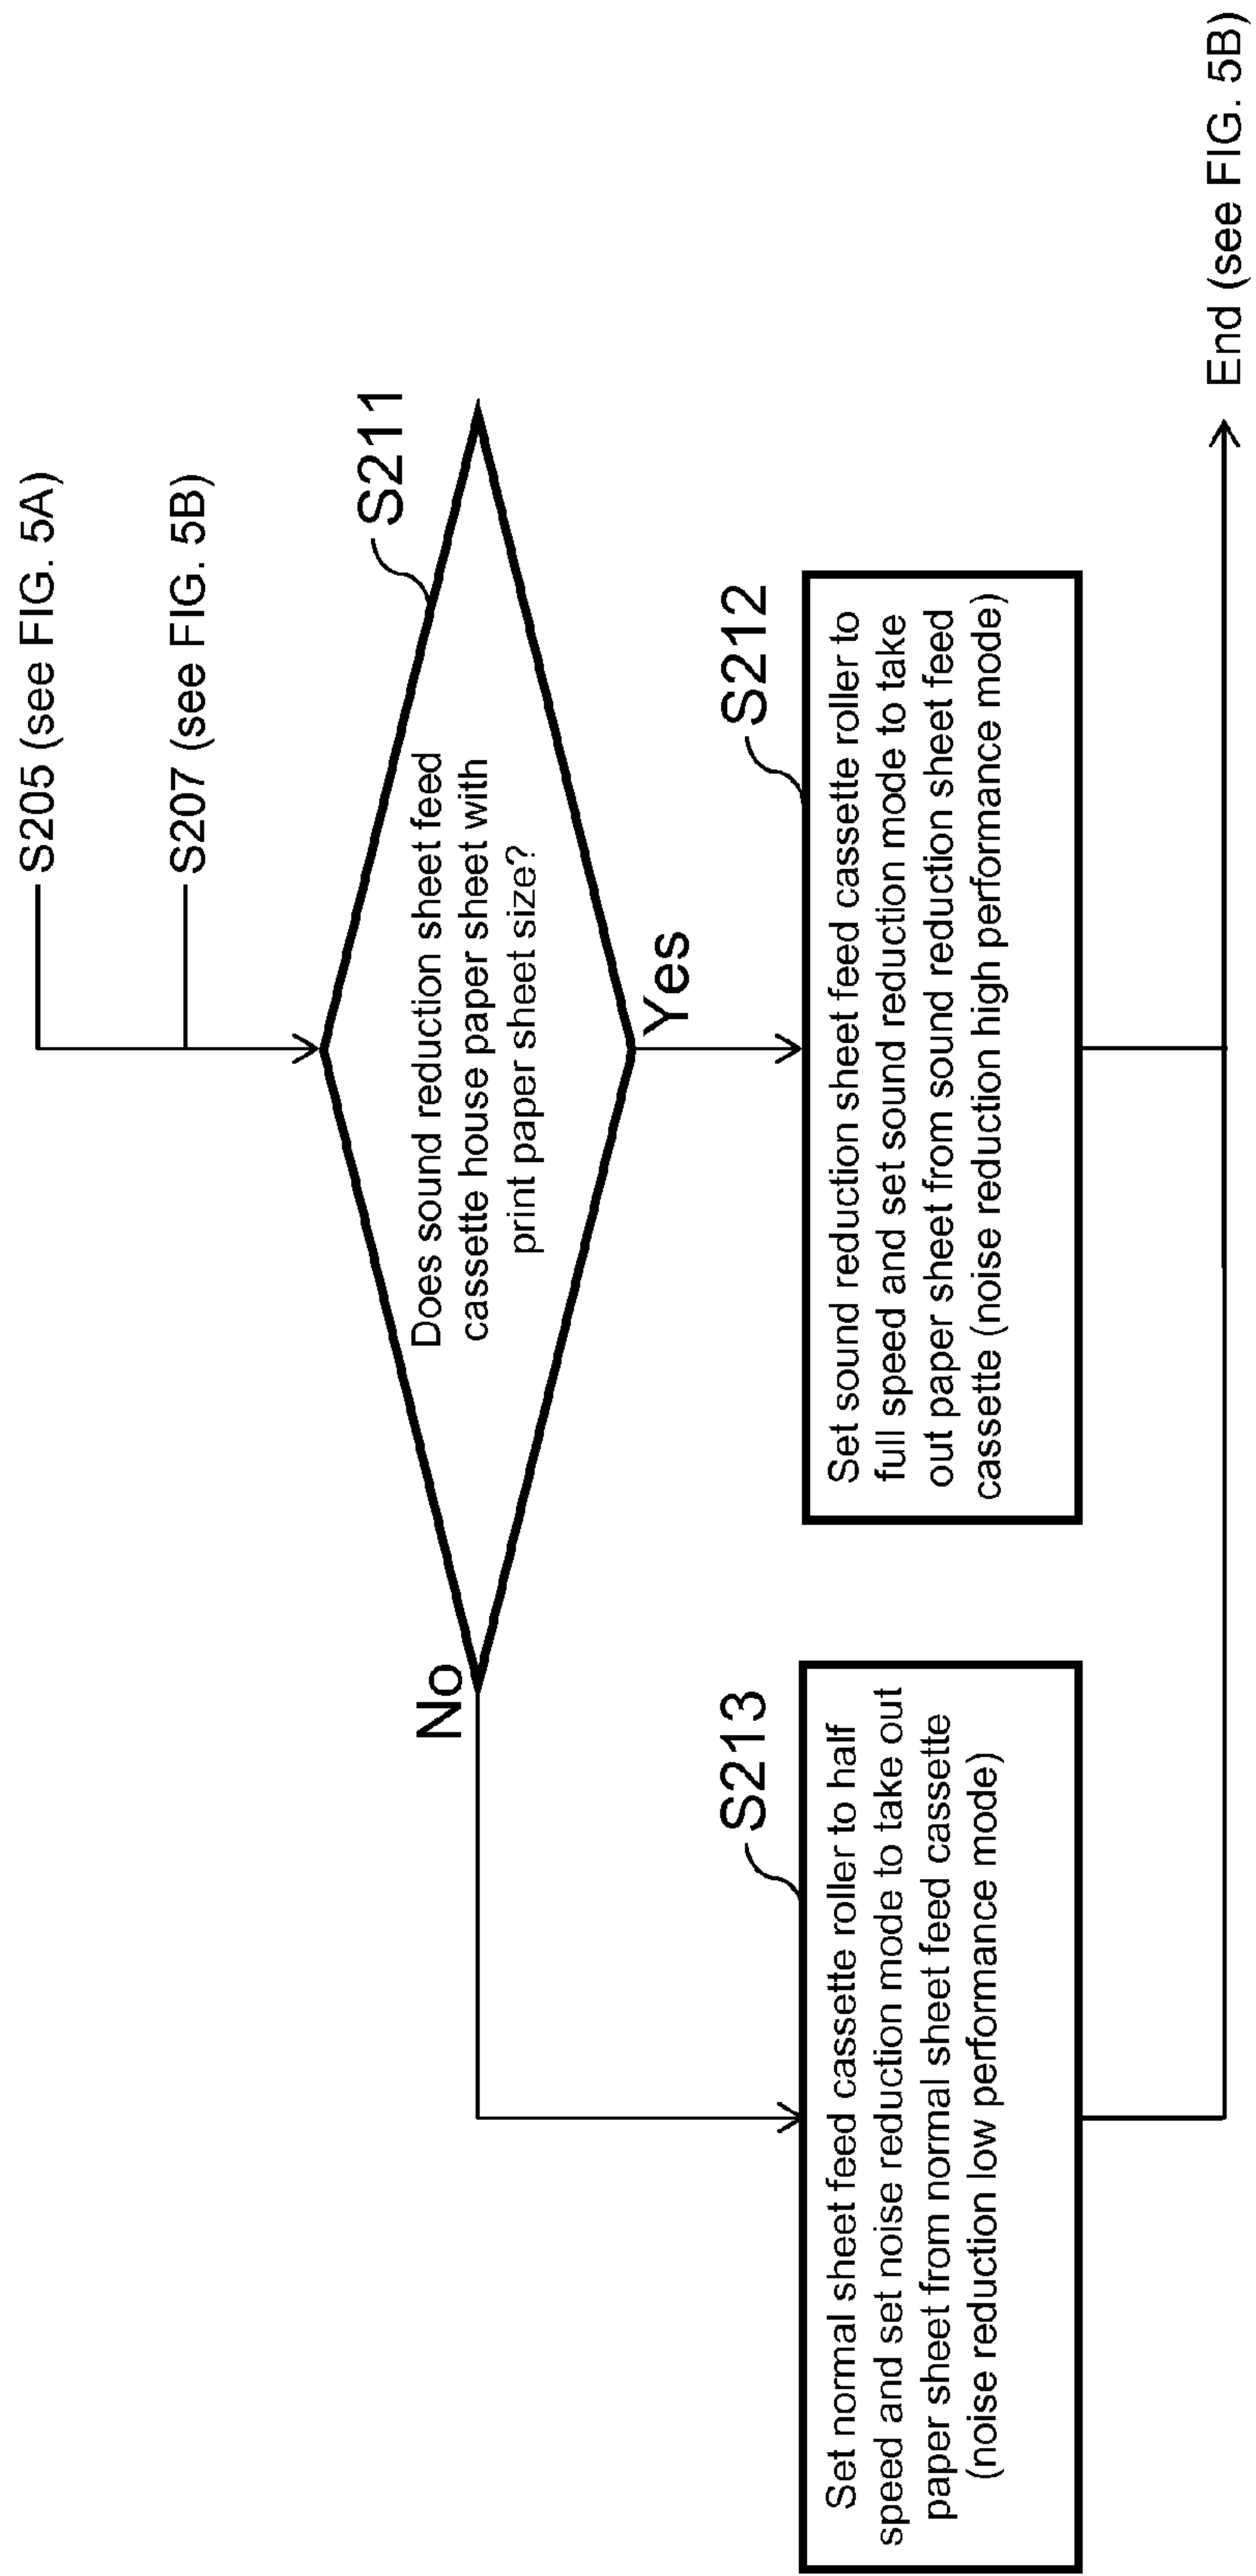 S205 (see FIG. 5A)
S207 (see FIG. 5B)
S211
Does sound reduction sheet feed
cassette house paper sheet with
print paper sheet size?
No
Yes
S213
Set normal sheet feed cassette roller to half
speed and set noise reduction mode to take out
paper sheet from normal sheet feed cassette
(noise reduction low performance mode)
S212
Set sound reduction sheet feed cassette roller to
full speed and set sound reduction mode to take
out paper sheet from sound reduction sheet feed
cassette (noise reduction high performance mode)
End (see FIG. 5B)